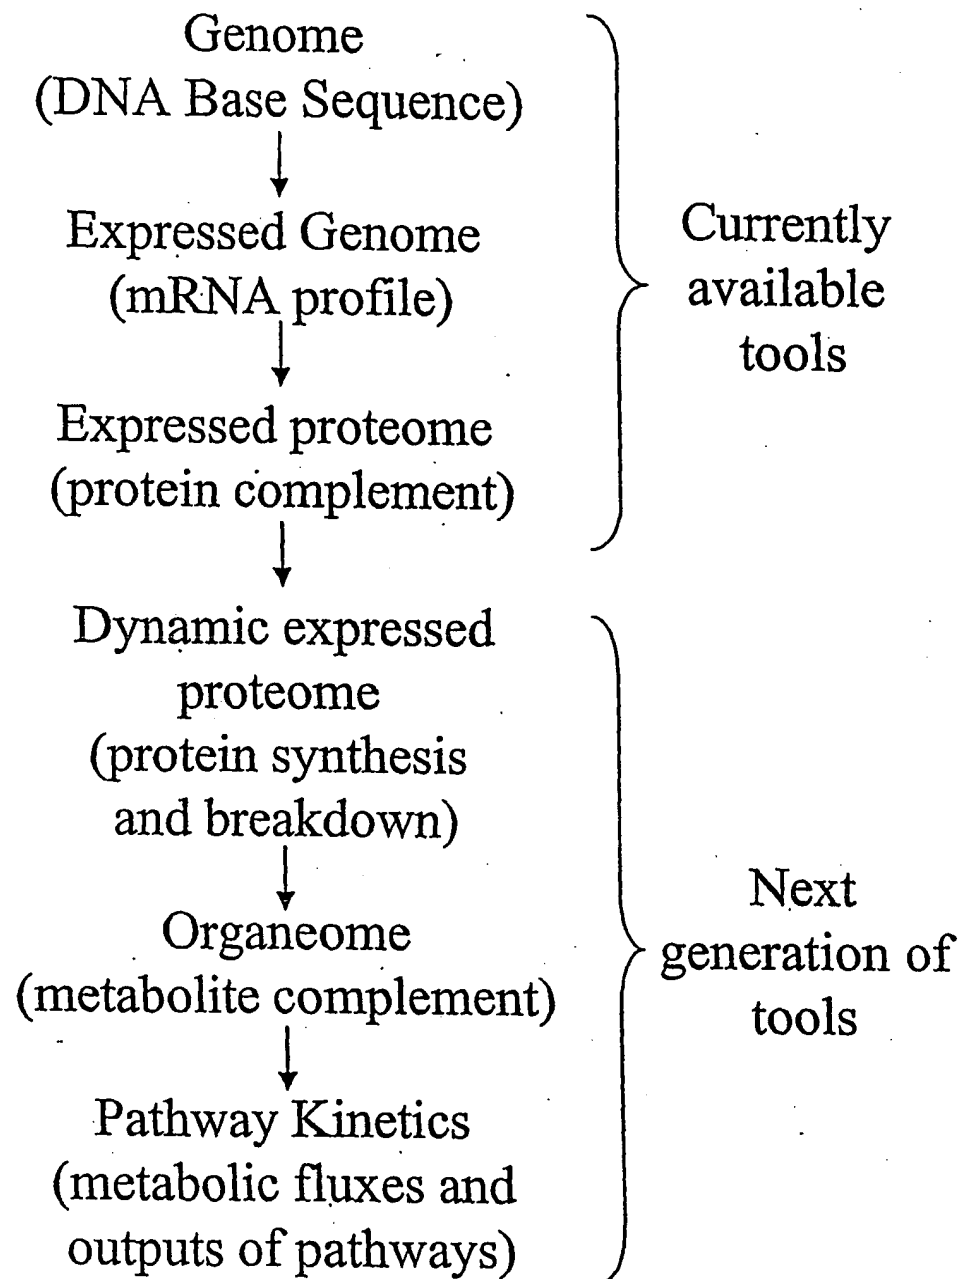 Genome
(DNA Base Sequence)
Expressed Genome
(mRNA profile)
Expressed proteome
(protein complement)
Currently
available
tools
Dynamic expressed
proteome
(protein synthesis
and breakdown)
Organeome
(metabolite complement)
Pathway Kinetics
(metabolic fluxes and
outputs of pathways)
Next
generation of
tools